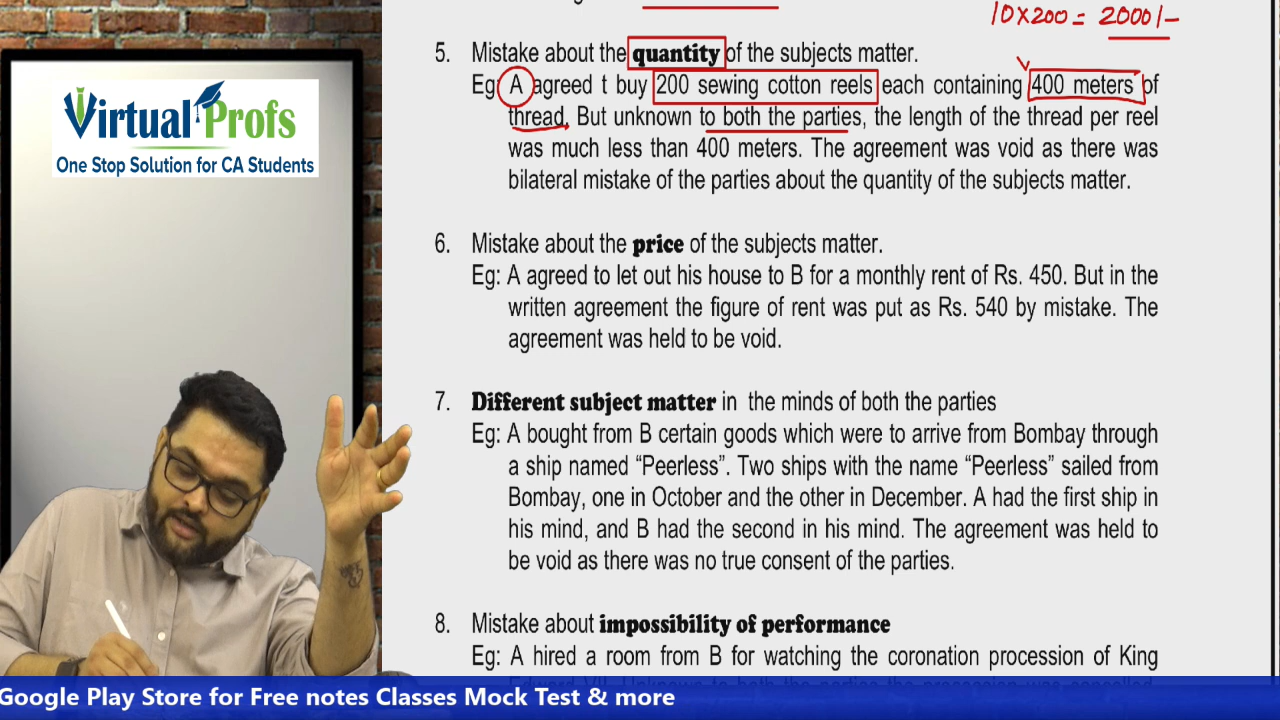 10x200 = 2000/-
5. Mistake about the quantity of the subjects matter.
Eg: A agreed t buy 200 sewing cotton reels each containing 400 meters of
thread. But unknown to both the parties, the length of the thread per reel
was much less than 400 meters. The agreement was void as there was
bilateral mistake of the parties about the quantity of the subjects matter.
Virtual Profs
One Stop Solution for CA Students
6. Mistake about the price of the subjects matter.
Eg: A agreed to let out his house to B for a monthly rent of Rs. 450. But in the
written agreement the figure of rent was put as Rs. 540 by mistake. The
agreement was held to be void.
7. Different subject matter in the minds of both the parties
Eg: A bought from B certain goods which were to arrive from Bombay through
a ship named “Peerless”. Two ships with the name “Peerless” sailed from
Bombay, one in October and the other in December. A had the first ship in
his mind, and B had the second in his mind. The agreement was held to
be void as there was no true consent of the parties.
8. Mistake about impossibility of performance
Eg: A hired a room from B for watching the coronation procession of King
Google Play Store for Free notes Classes Mock Test & more